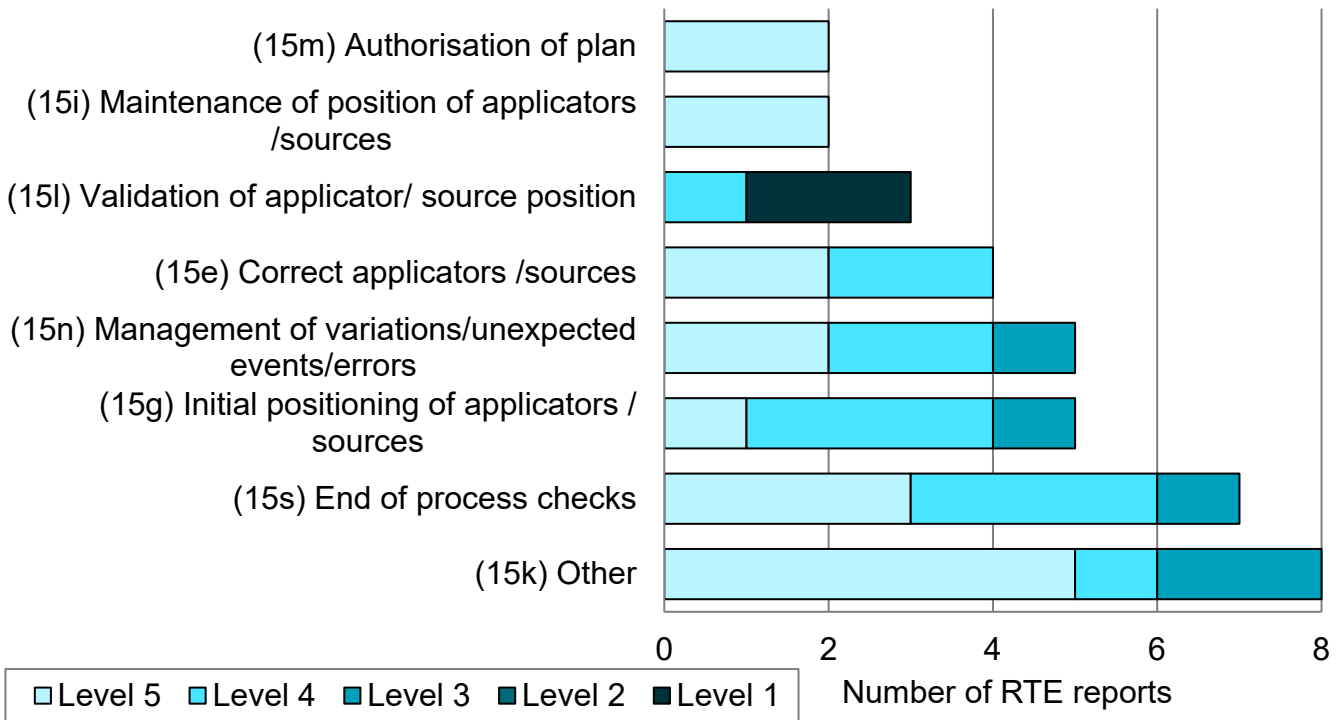 (15m) Authorisation of plan
(15i) Maintenance of position of applicators
/sources
(15l) Validation of applicator/ source position
(15e) Correct applicators /sources
(15n) Management of variations/unexpected
events/errors
(15g) Initial positioning of applicators /
sources
(15s) End of process checks
(15k) Other
0 2 4 6 8
Number of RTE reports
Level 5 Level 4 Level 3 Level 2 Level 1